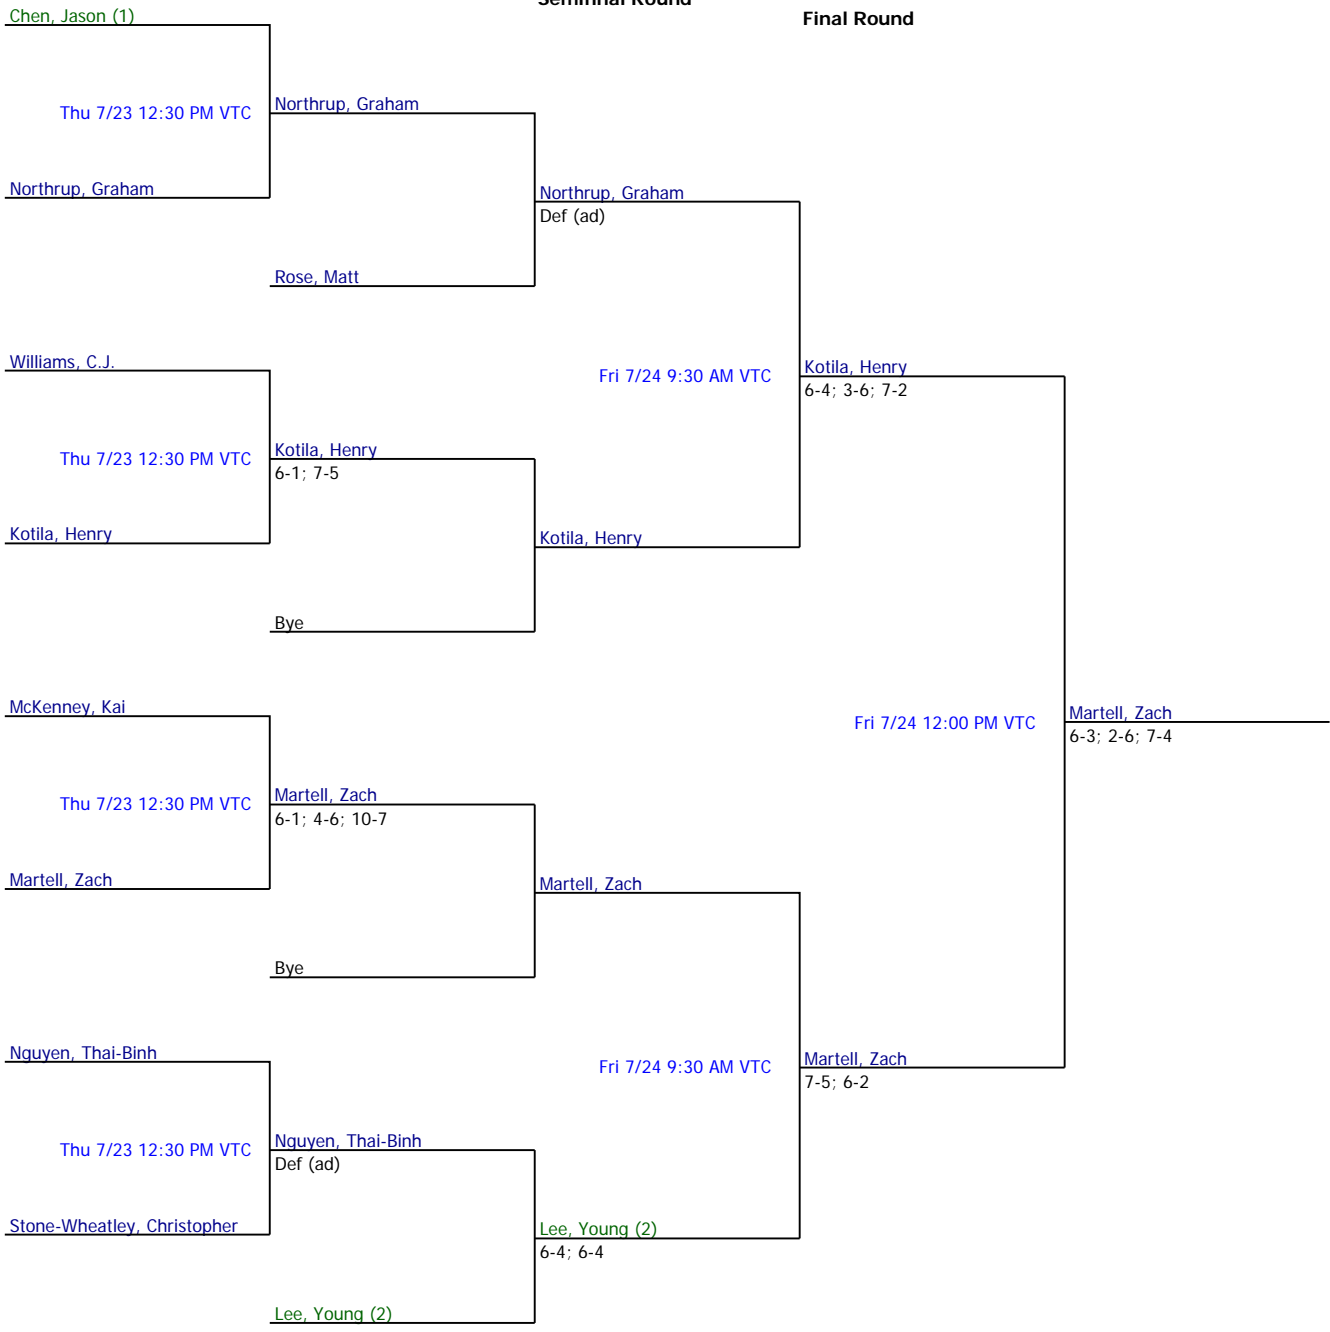 Semifinal Round
Final Round
Chen, Jason (1)
Thu 7/23 12:30 PM VTC
Northrup, Graham
Northrup, Graham
Northrup, Graham
Def (ad)
Rose, Matt
Williams, C.J.
Fri 7/24 9:30 AM VTC
Kotila, Henry
6-4; 3-6; 7-2
Thu 7/23 12:30 PM VTC
Kotila, Henry
6-1; 7-5
Kotila, Henry
Kotila, Henry
Bye
McKenney, Kai
Fri 7/24 12:00 PM VTC
Martell, Zach
6-3; 2-6; 7-4
Thu 7/23 12:30 PM VTC
Martell, Zach
6-1; 4-6; 10-7
Martell, Zach
Martell, Zach
Bye
Nguyen, Thai-Binh
Fri 7/24 9:30 AM VTC
Martell, Zach
7-5; 6-2
Thu 7/23 12:30 PM VTC
Nguyen, Thai-Binh
Def (ad)
Stone-Wheatley, Christopher
Lee, Young (2)
6-4; 6-4
Lee, Young (2)